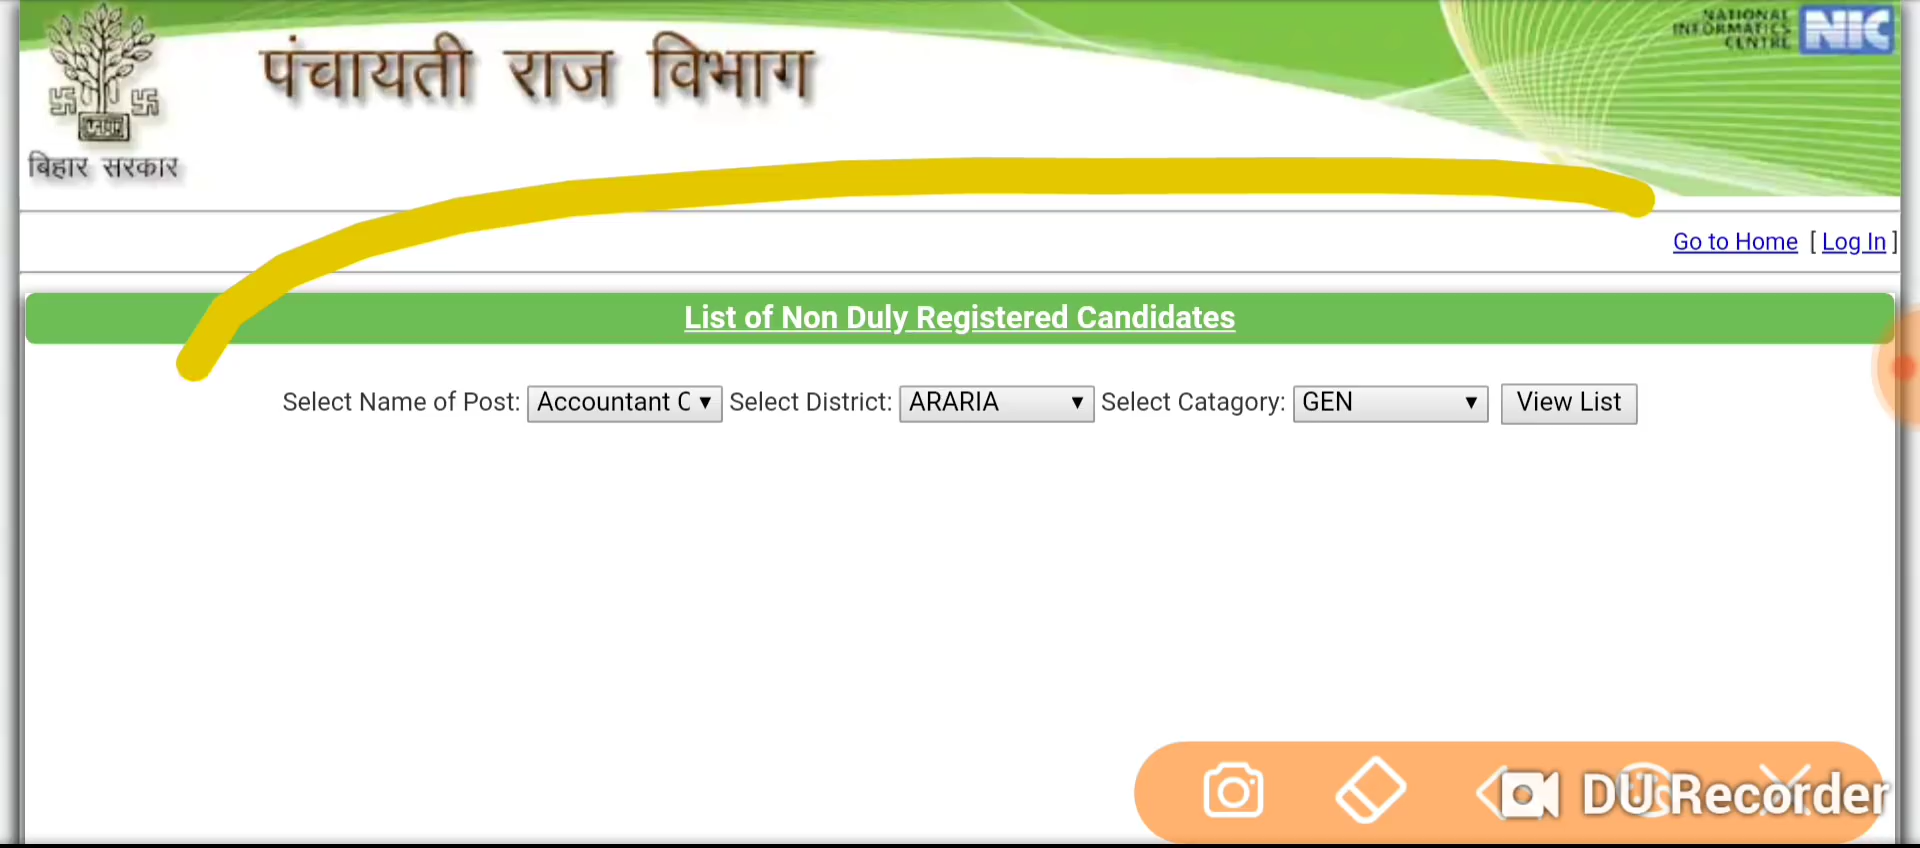 पंचायती राज विभाग
NATIONAL
INFORMATICS
CENTRE
NIC
बिहार सरकार
Go to Home [ Log In ]
List of Non Duly Registered Candidates
Select Name of Post: Accountant C Select District: ARARIA Select Catagory: GEN View List
DU Recorder